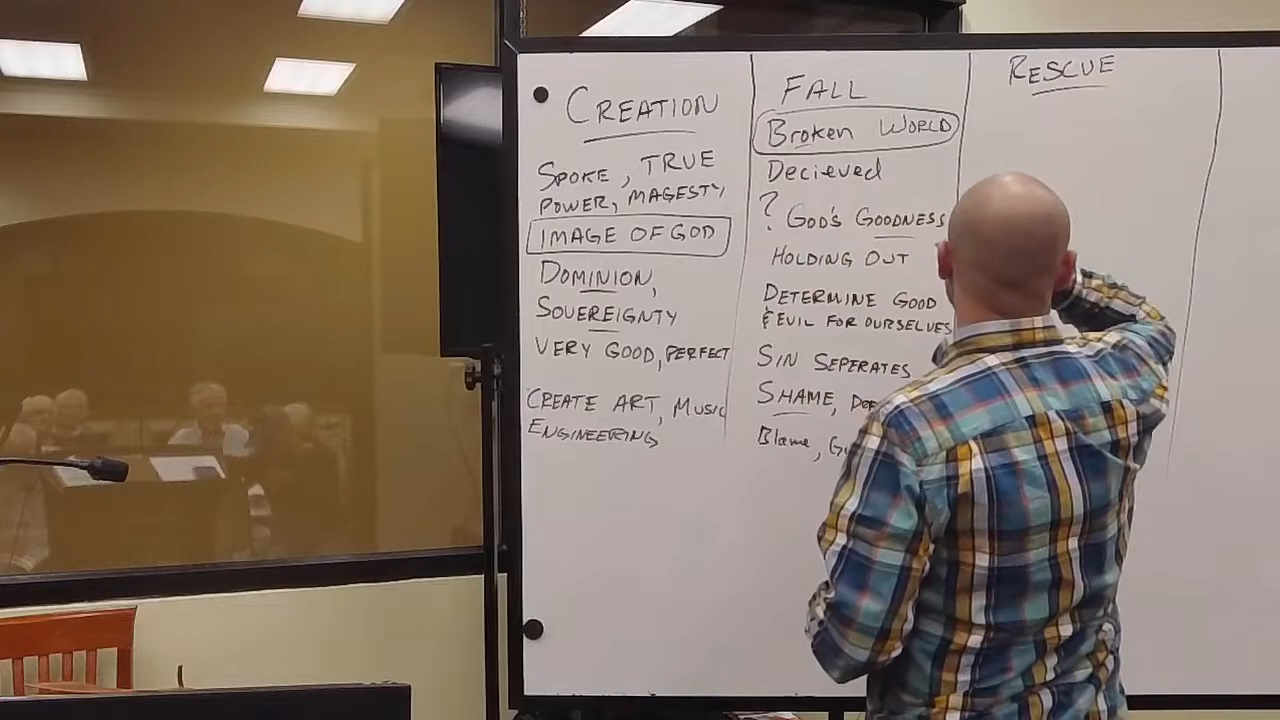 CREATION
SPOKE, TRUE
POWER, MAGESTY,
IMAGE OF GOD
DOMINION,
SOVEREIGNTY
VERY GOOD, PERFECT
CREATE ART, MUSIC
ENGINEERING
FALL
Broken WORLD
Decieved
? GOD'S GOODNESS
HOLDING OUT
DETERMINE GOOD
& EVIL FOR OURSELVES
SIN SEPERATES
SHAME,
Blame,
RESCUE